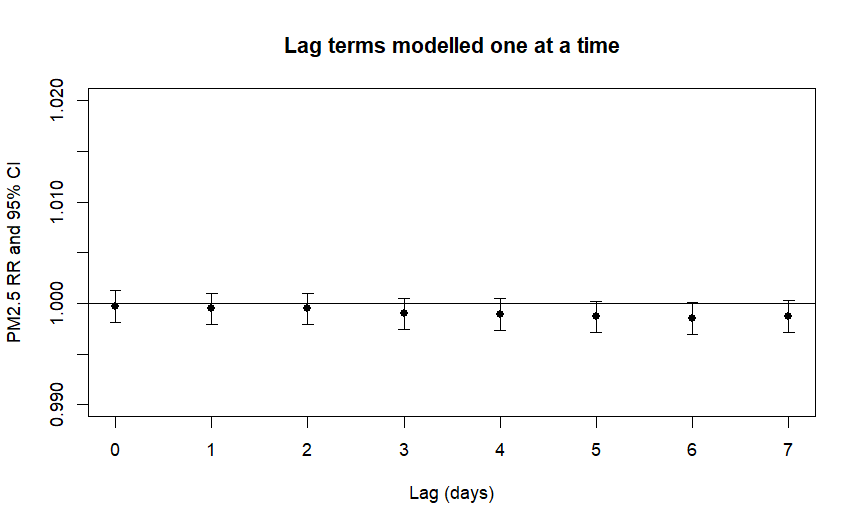 Lag terms modelled one at a time
PM2.5 RR and 95% CI
1.020
1.010
1.000
0.990
0 1 2 3 4 5 6 7
Lag (days)